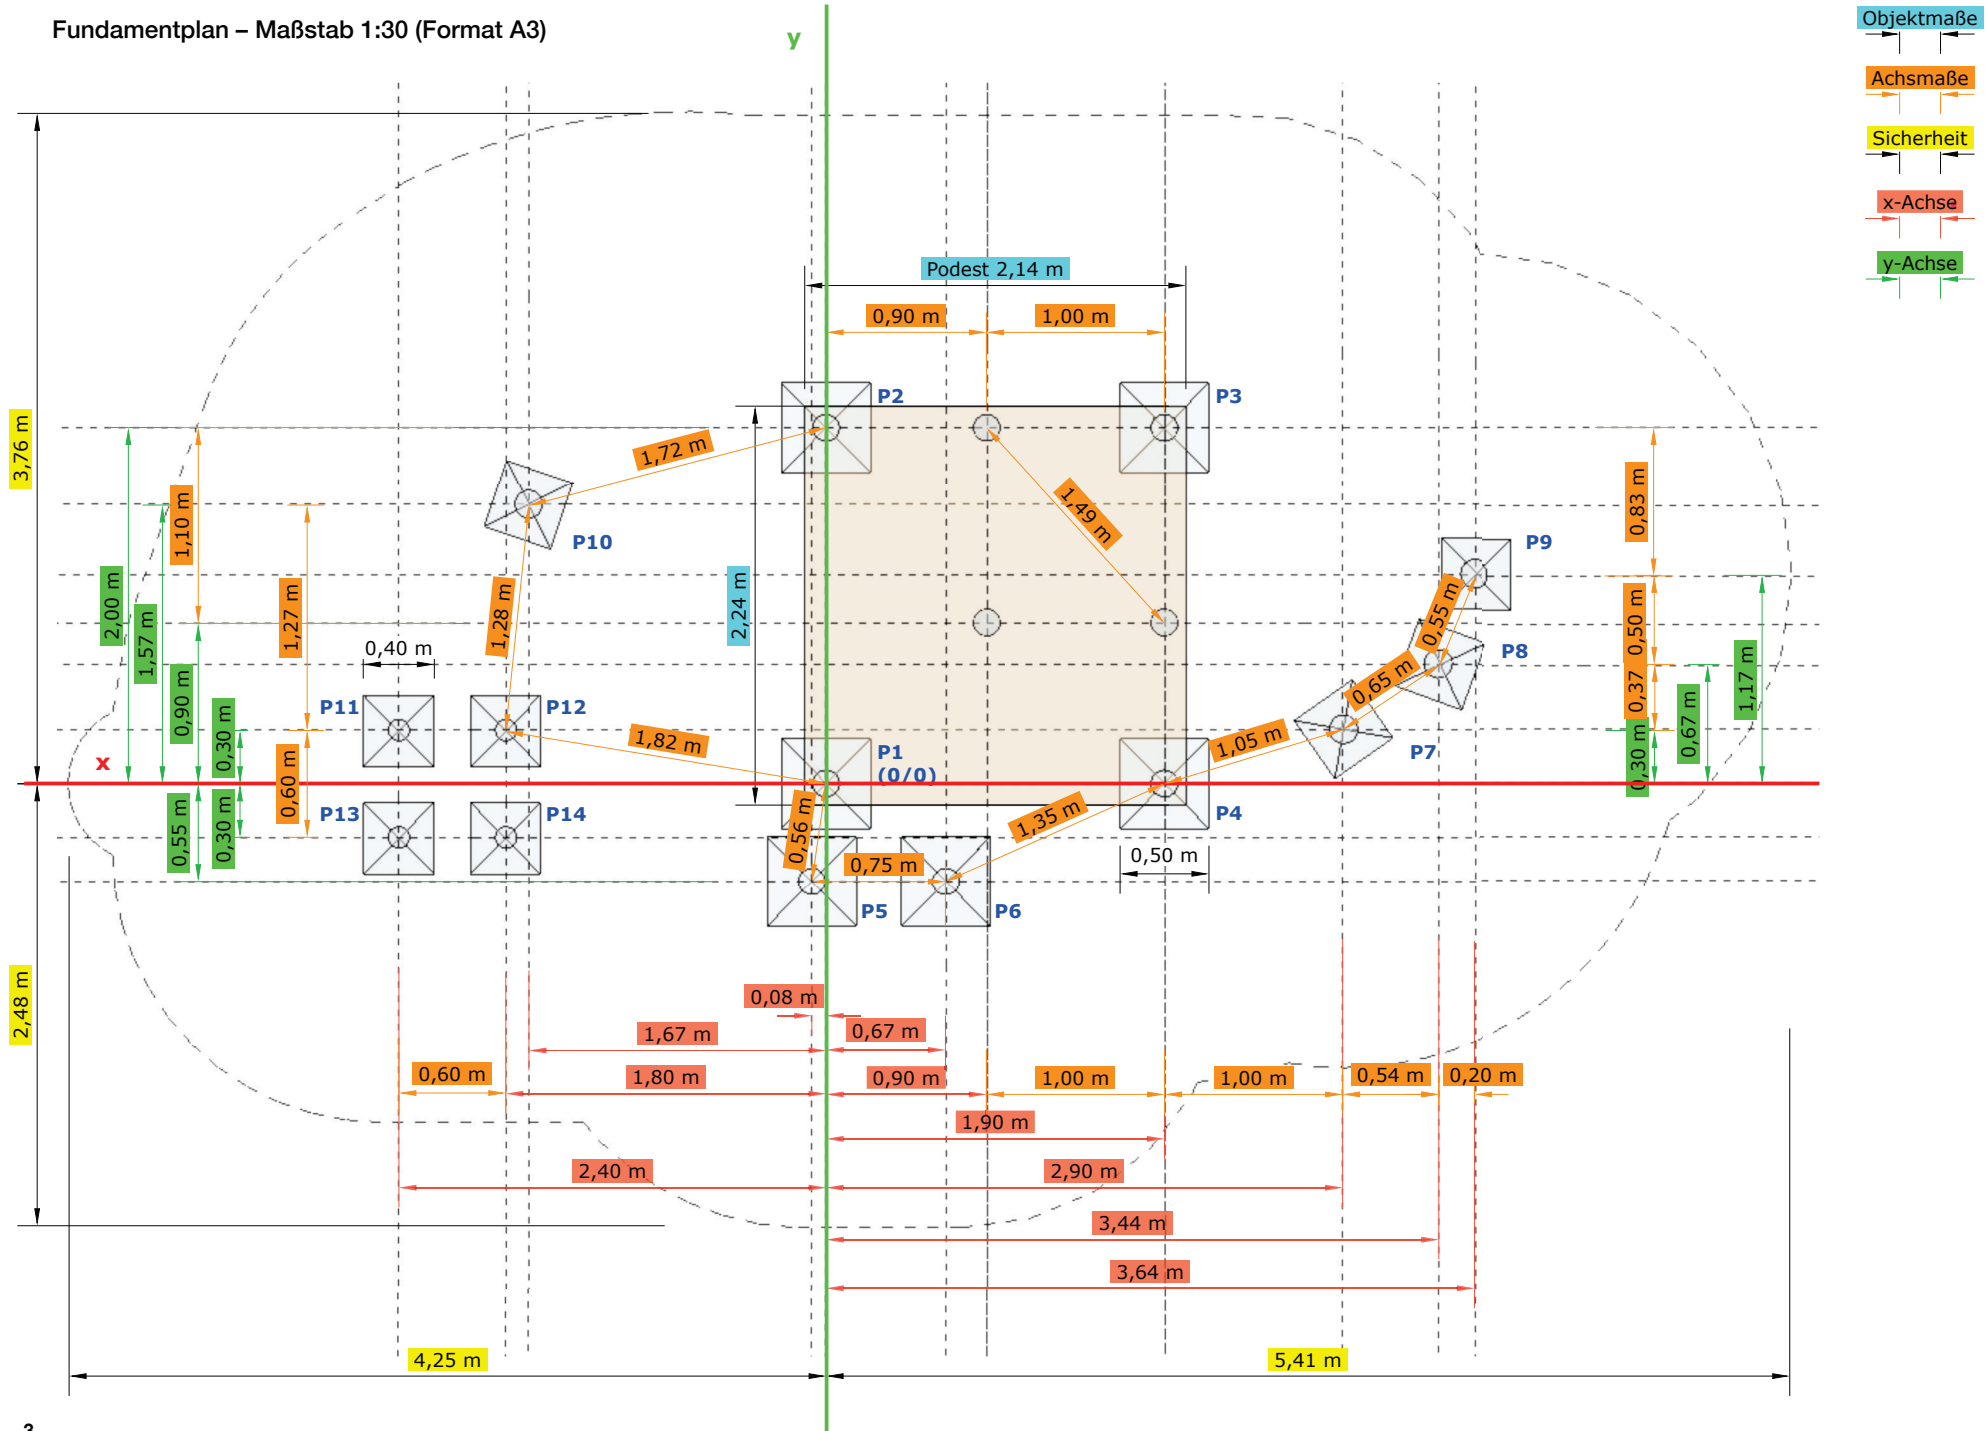 Fundamentplan – Maßstab 1:30 (Format A3)
y
Objektmaße
Achsmaße
Sicherheit
x-Achse
y-Achse
Podest 2,14 m
0,90 m
1,00 m
P2
P3
1,72 m
3,76 m
1,10 m
1,49 m
0,83 m
P10
P9
2,00 m
1,57 m
1,27 m
1,28 m
2,24 m
0,55 m
0,50 m
0,40 m
P8
0,90 m
0,65 m
0,37 m
0,67 m
1,17 m
P11
P12
0,30 m
1,82 m
P1
(0/0)
1,05 m
P7
0,30 m
x
0,60 m
P13
P14
0,55 m
0,30 m
0,56 m
1,35 m
P4
0,75 m
0,50 m
P5
P6
2,48 m
0,08 m
1,67 m
0,67 m
0,60 m
1,80 m
0,90 m
1,00 m
1,00 m
0,54 m
0,20 m
1,90 m
2,40 m
2,90 m
3,44 m
3,64 m
4,25 m
5,41 m
3